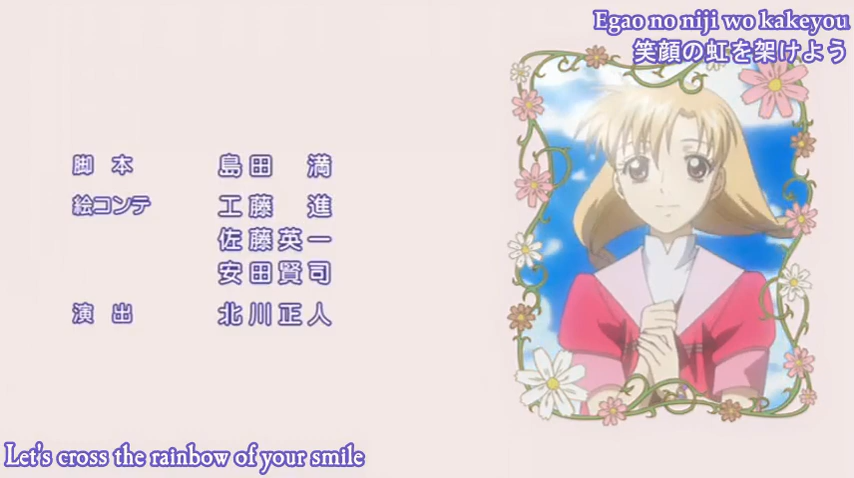 Egao no niji wo kakeyou
笑顔の虹を架けよう
脚 本 島田 満
絵コンテ 工藤 進
佐藤英一
安田賢司
演 出 北川正人
Let's cross the rainbow of your smile